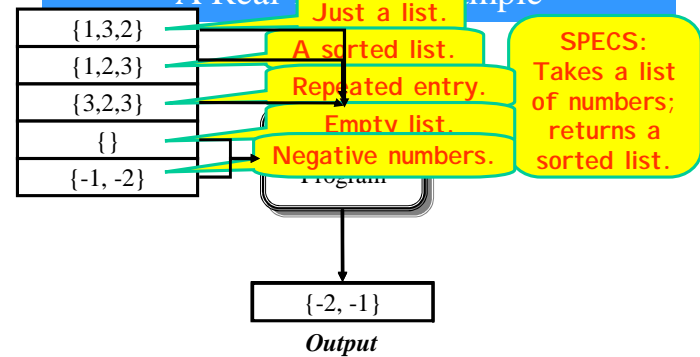 A Real
Just a list.
{1,3,2}
A sorted list.
{1,2,3}
Repeated entry.
{3,2,3}
Empty list.
{}
Negative numbers.
{-1, -2}
SPECS:
Takes a list
of numbers;
returns a
sorted list.
Program
{-2, -1}
Output